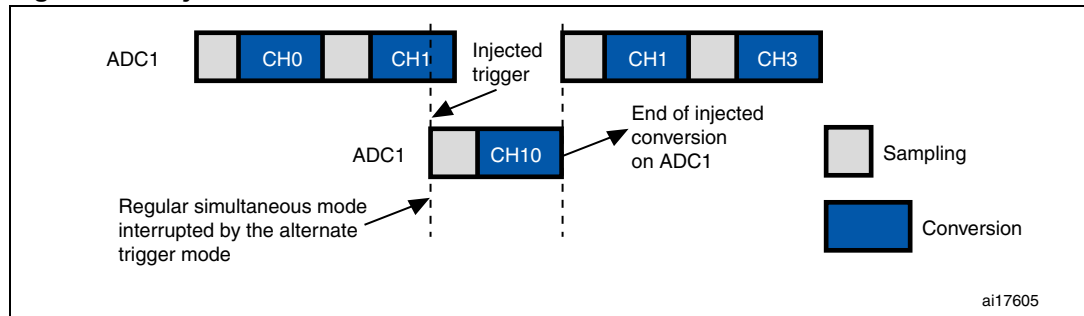 ADC1
CH0
CH1
Injected
trigger
CH1
CH3
ADC1
CH10
End of injected
conversion
on ADC1
Sampling
Regular simultaneous mode
interrupted by the alternate
trigger mode
Conversion
ai17605